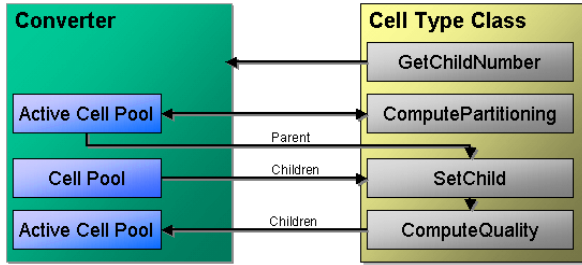 Converter
Cell Type Class
GetChildNumber
Active Cell Pool
ComputePartitioning
Parent
Cell Pool
Children
SetChild
Active Cell Pool
Children
ComputeQuality